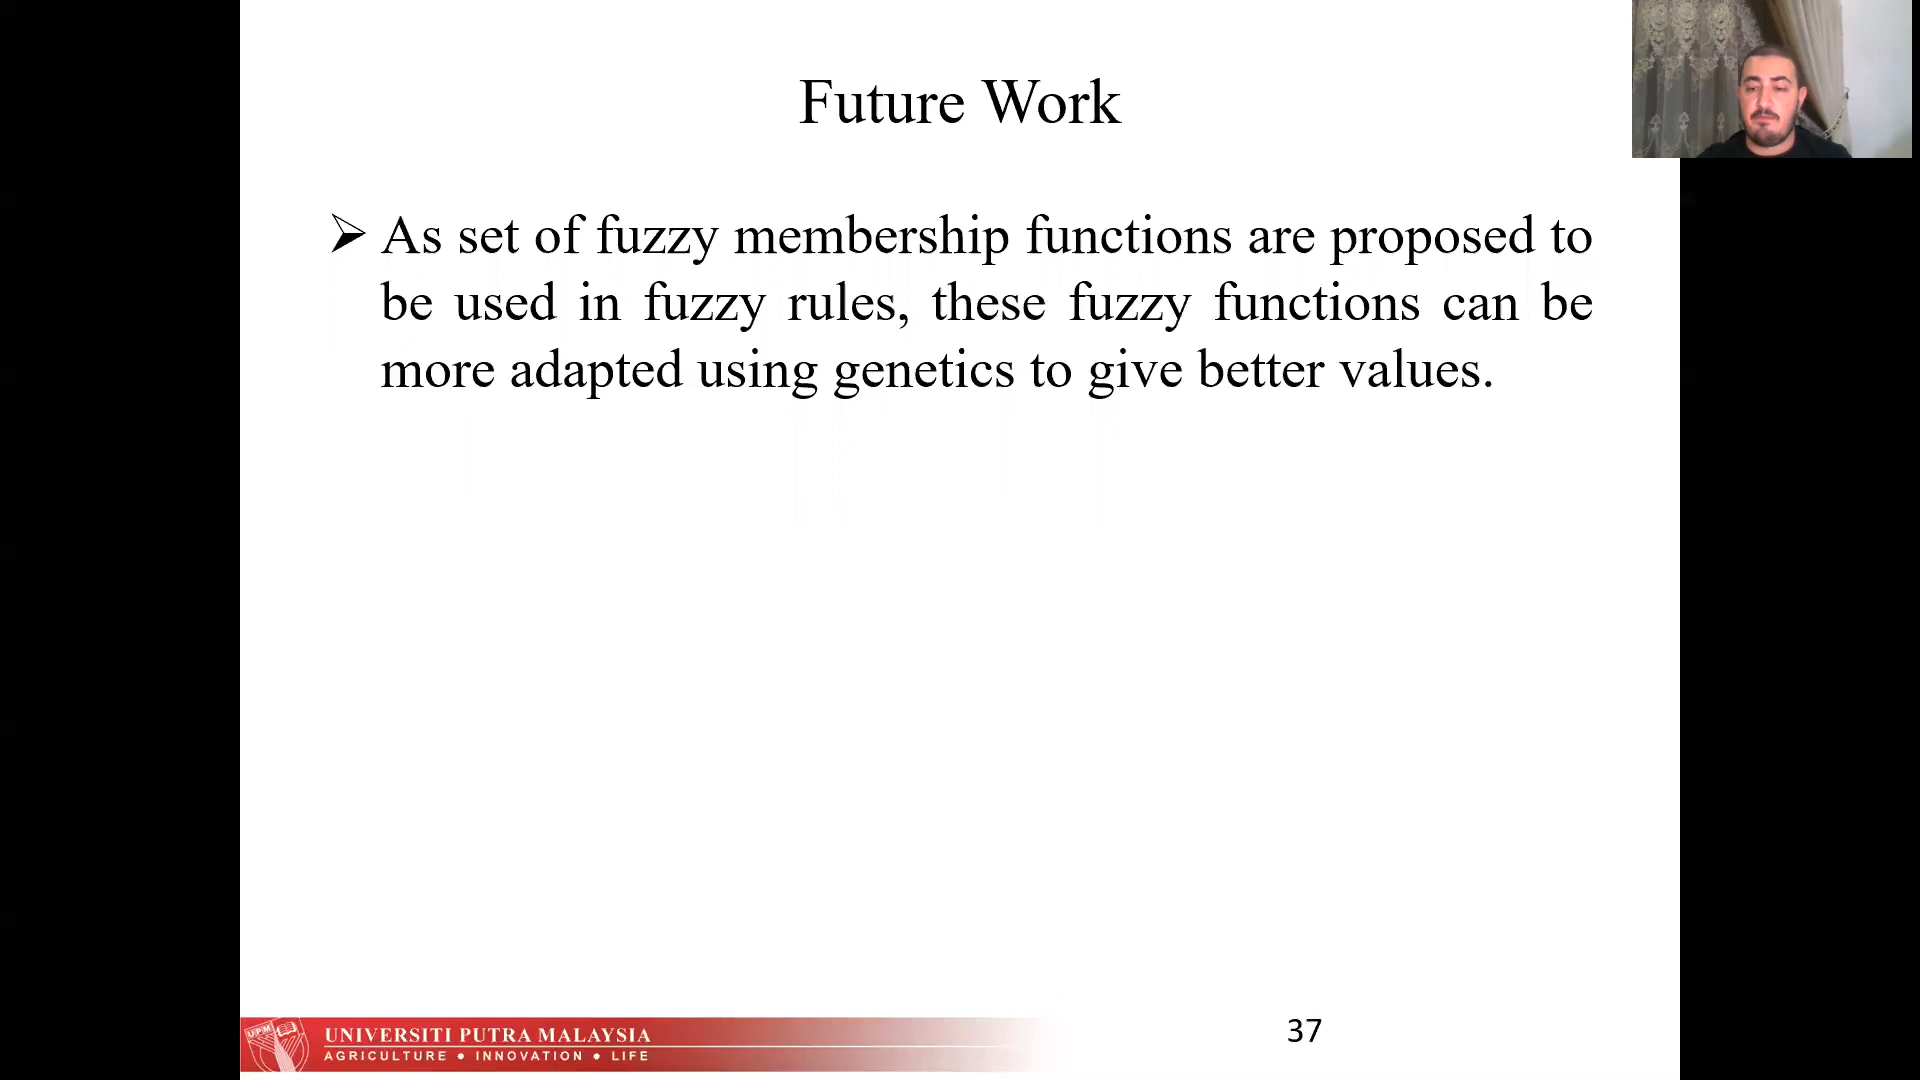 Future Work
➢ As set of fuzzy membership functions are proposed to
be used in fuzzy rules, these fuzzy functions can be
more adapted using genetics to give better values.
UPM
UNIVERSITI PUTRA MALAYSIA
AGRICULTURE • INNOVATION • LIFE
37